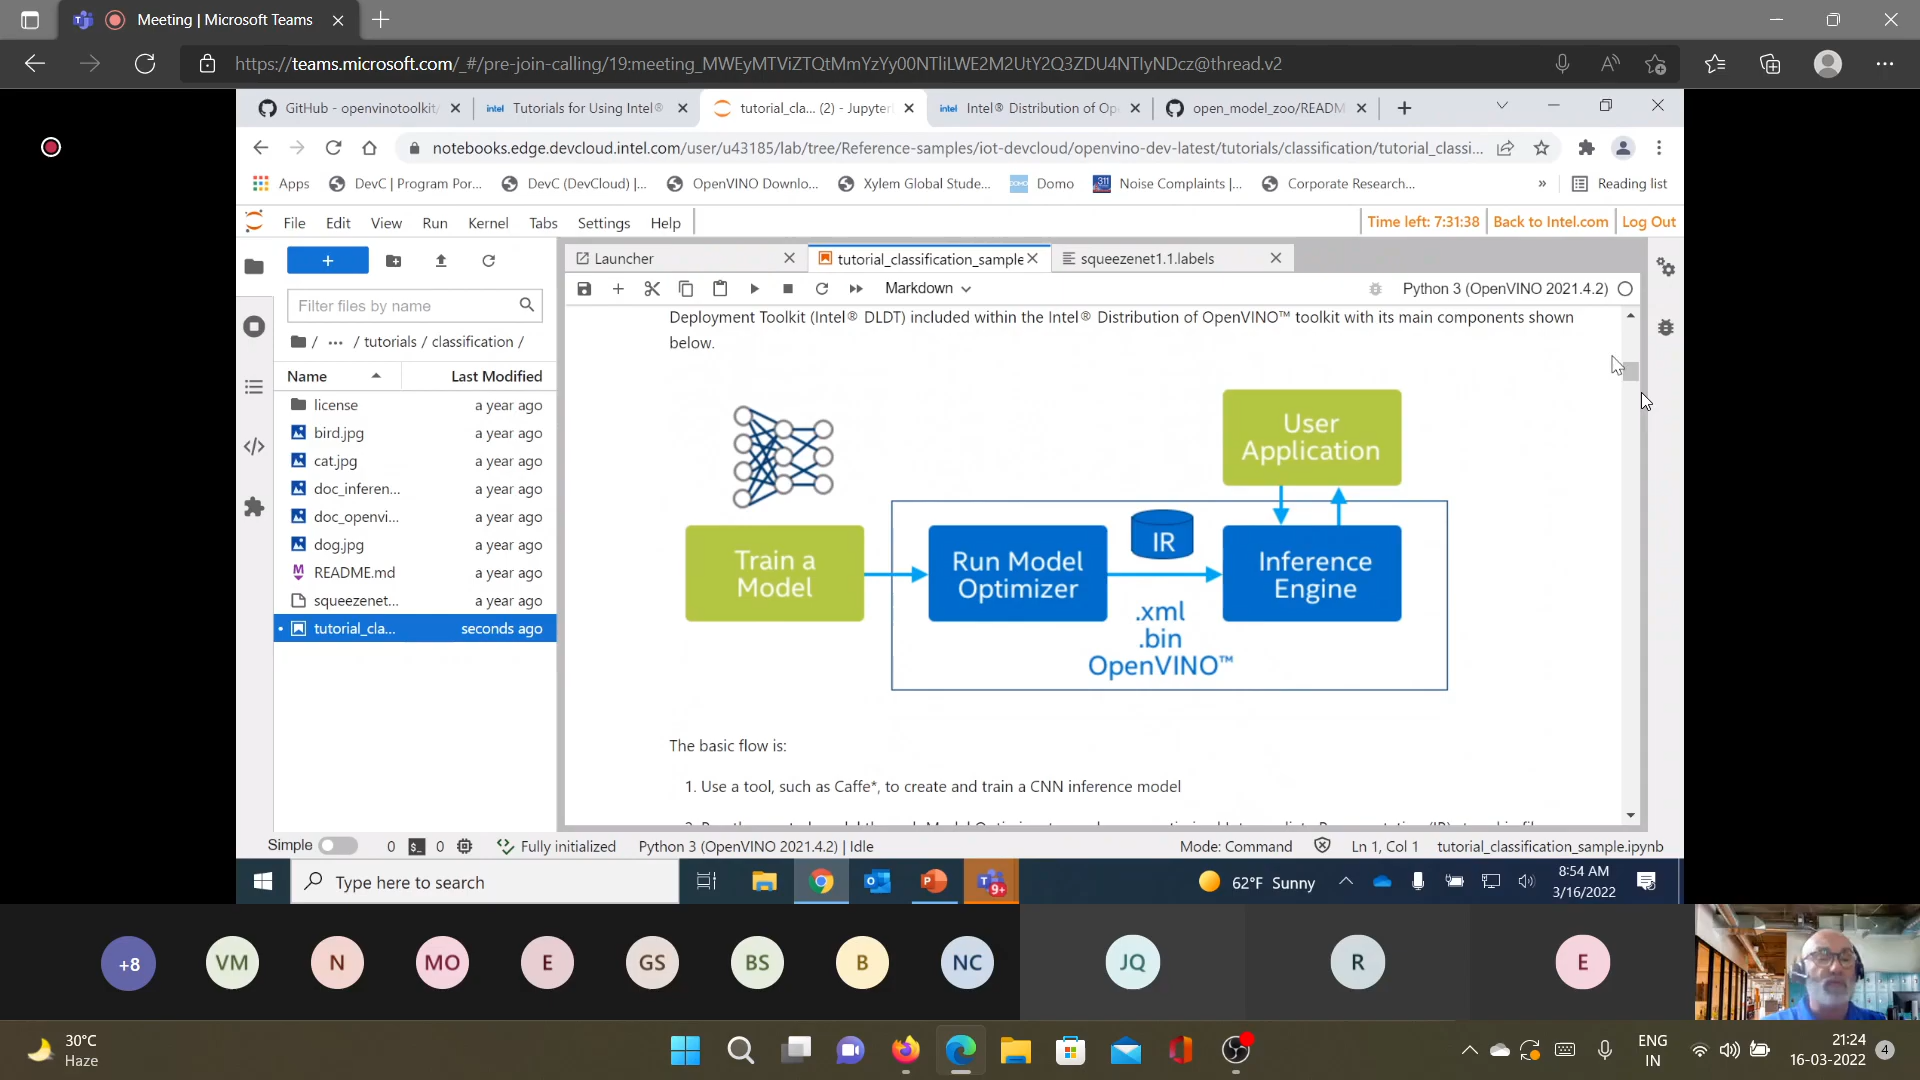 Meeting | Microsoft Teams
https://teams.microsoft.com/_#/pre-join-calling/19:meeting_MWEyMTViZTQtMmYzYy00NTliLWE2M2UtY2Q3ZDU4NTIyNDcz@thread.v2
GitHub - openvinotoolkit/
intel Tutorials for Using Intel®
tutorial_cla... (2) - Jupyter
intel Intel® Distribution of Op
open_model_zoo/READM
notebooks.edge.devcloud.intel.com/user/u43185/lab/tree/Reference-samples/iot-devcloud/openvino-dev-latest/tutorials/classification/tutorial_classi...
Apps
DevC | Program Por...
DevC (DevCloud) |...
OpenVINO Downlo...
Xylem Global Stude...
Domo
311 Noise Complaints |...
Corporate Research...
»
Reading list
File Edit View Run Kernel Tabs Settings Help
Time left: 7:31:38
Back to Intel.com
Log Out
Launcher
tutorial_classification_sample
squeezenet1.1.labels
Markdown
Python 3 (OpenVINO 2021.4.2)
Filter files by name
/ ... / tutorials / classification /
Name Last Modified
license a year ago
bird.jpg a year ago
cat.jpg a year ago
doc_inferen... a year ago
doc_openvi... a year ago
dog.jpg a year ago
README.md a year ago
squeezenet... a year ago
tutorial_cla... seconds ago
Deployment Toolkit (Intel® DLDT) included within the Intel® Distribution of OpenVINO™ toolkit with its main components shown
below.
User
Application
Train a
Model
Run Model
Optimizer
IR
.xml
.bin
OpenVINO™
Inference
Engine
The basic flow is:
1. Use a tool, such as Caffe*, to create and train a CNN inference model
Simple
0
0
Fully initialized
Python 3 (OpenVINO 2021.4.2) | Idle
Mode: Command
Ln 1, Col 1
tutorial_classification_sample.ipynb
Type here to search
9+
62°F Sunny
8:54 AM
3/16/2022
+8
VM
N
MO
E
GS
BS
B
NC
JQ
R
E
30°C
Haze
ENG
IN
21:24
16-03-2022
4